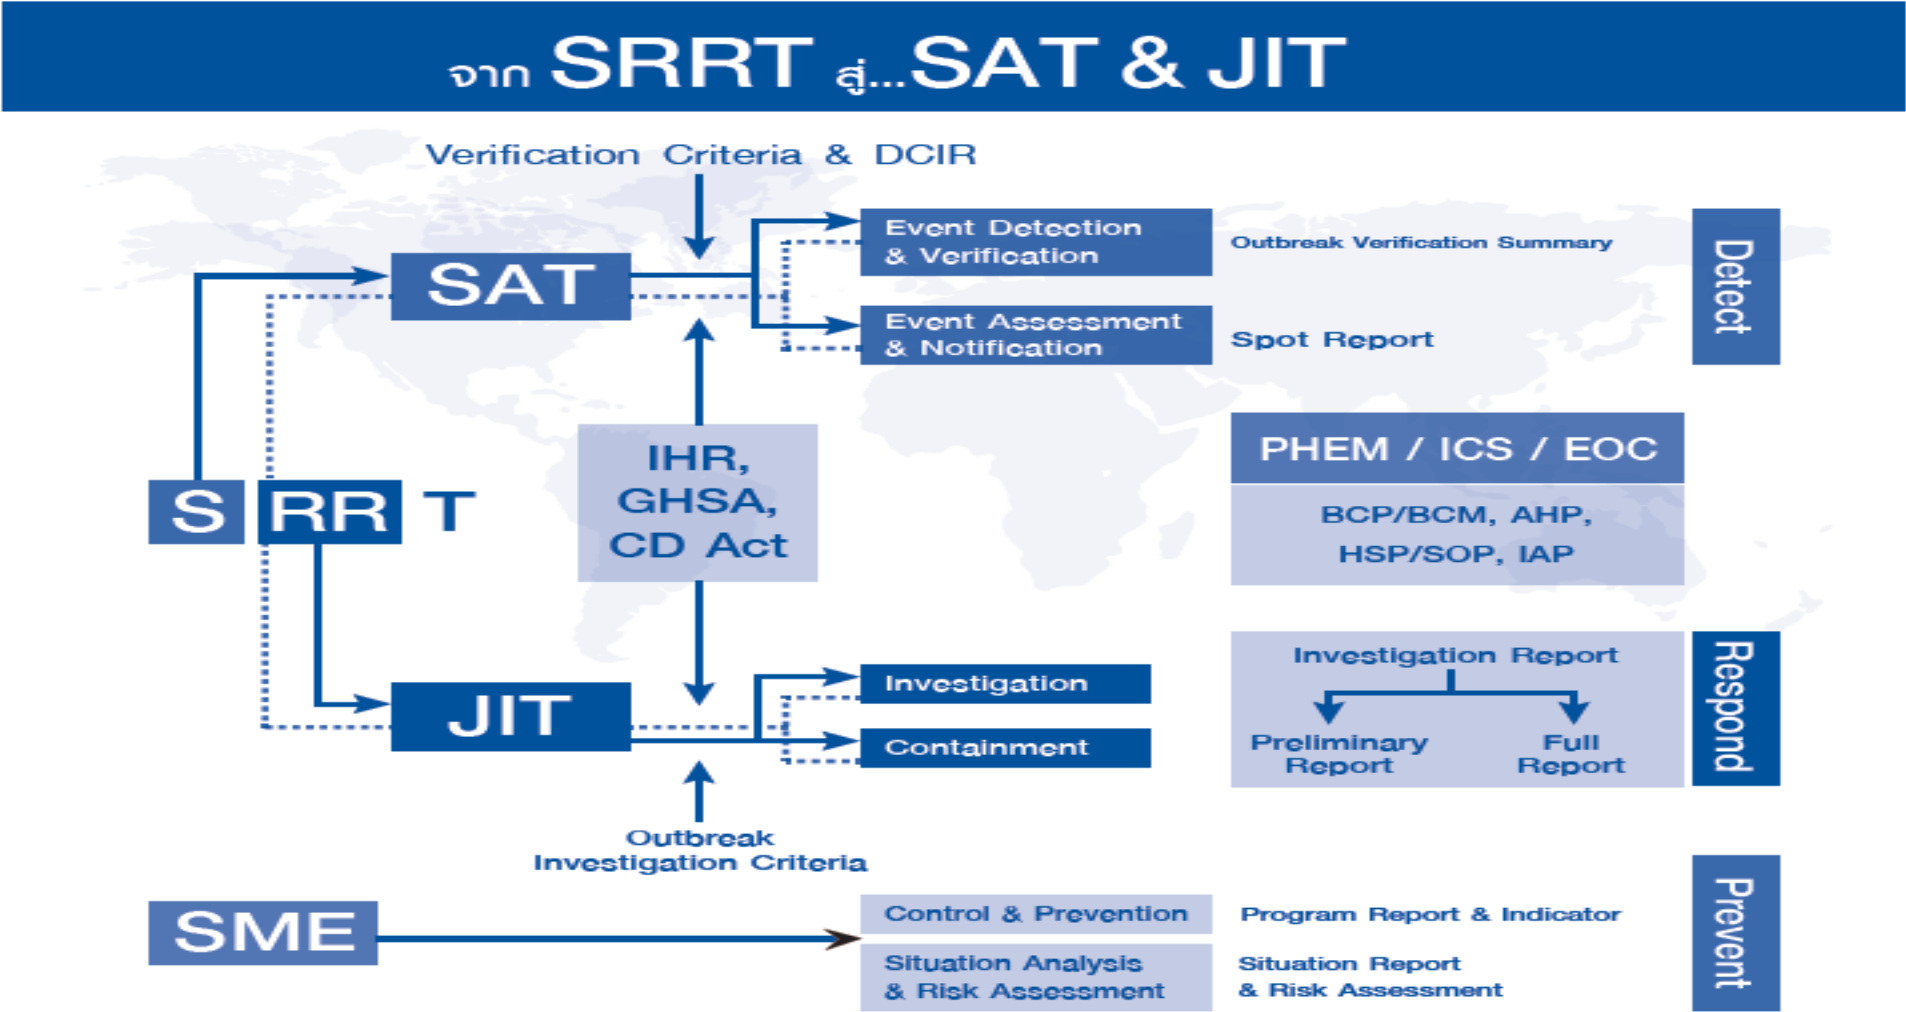 จาก SRRT สู่...SAT & JIT
Verification Criteria & DCIR
SAT
Event Detection
& Verification
Outbreak Verification Summary
Event Assessment
& Notification
Spot Report
Detect
IHR,
GHSA,
CD Act
PHEM / ICS / EOC
BCP/BCM, AHP,
HSP/SOP, IAP
S RR T
JIT
Investigation
Containment
Investigation Report
Preliminary
Report
Full
Report
Respond
Outbreak
Investigation Criteria
SME
Control & Prevention
Program Report & Indicator
Situation Analysis
& Risk Assessment
Situation Report
& Risk Assessment
Prevent